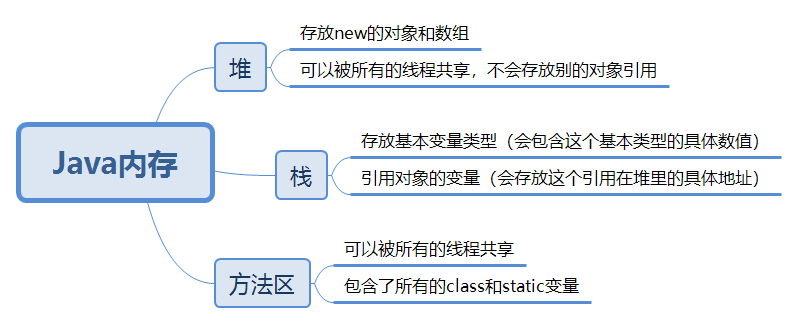 Java内存
堆
存放new的对象和数组
可以被所有的线程共享，不会存放别的对象引用
栈
存放基本变量类型（会包含这个基本类型的具体数值）
引用对象的变量（会存放这个引用在堆里的具体地址）
方法区
可以被所有的线程共享
包含了所有的class和static变量